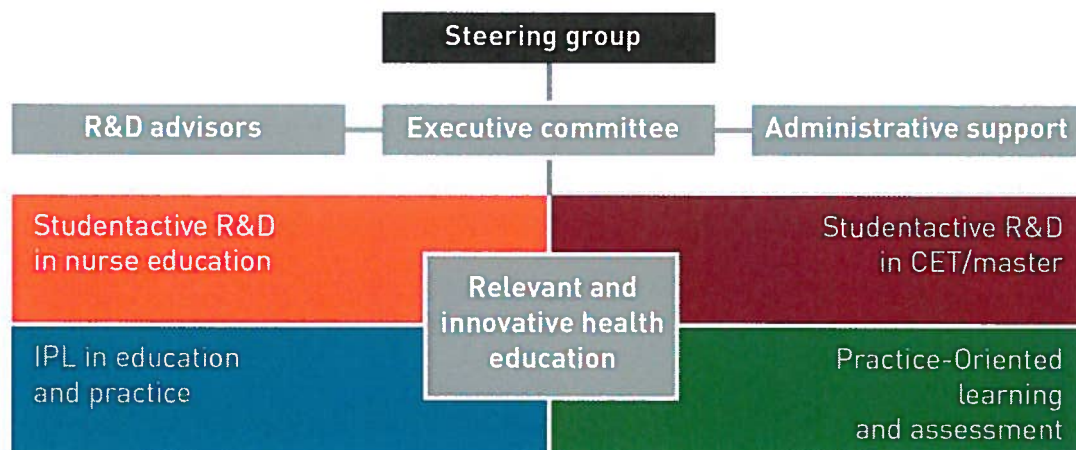 Steering group
R&D advisors
Executive committee
Administrative support
Studentactive R&D
in nurse education
Studentactive R&D
in CET/master
Relevant and
innovative health
education
IPL in education
and practice
Practice-Oriented
learning
and assessment